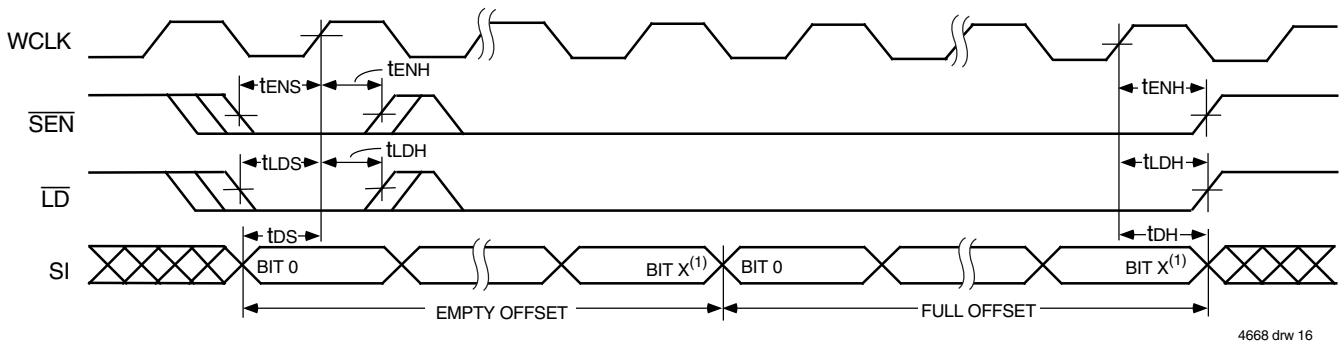 WCLK
tENS
tENH
tENH
SEN
tLDS
tLDH
tLDH
LD
tDS
tDH
SI
BIT 0
BIT X(1)
BIT 0
BIT X(1)
EMPTY OFFSET
FULL OFFSET
4668 drw 16